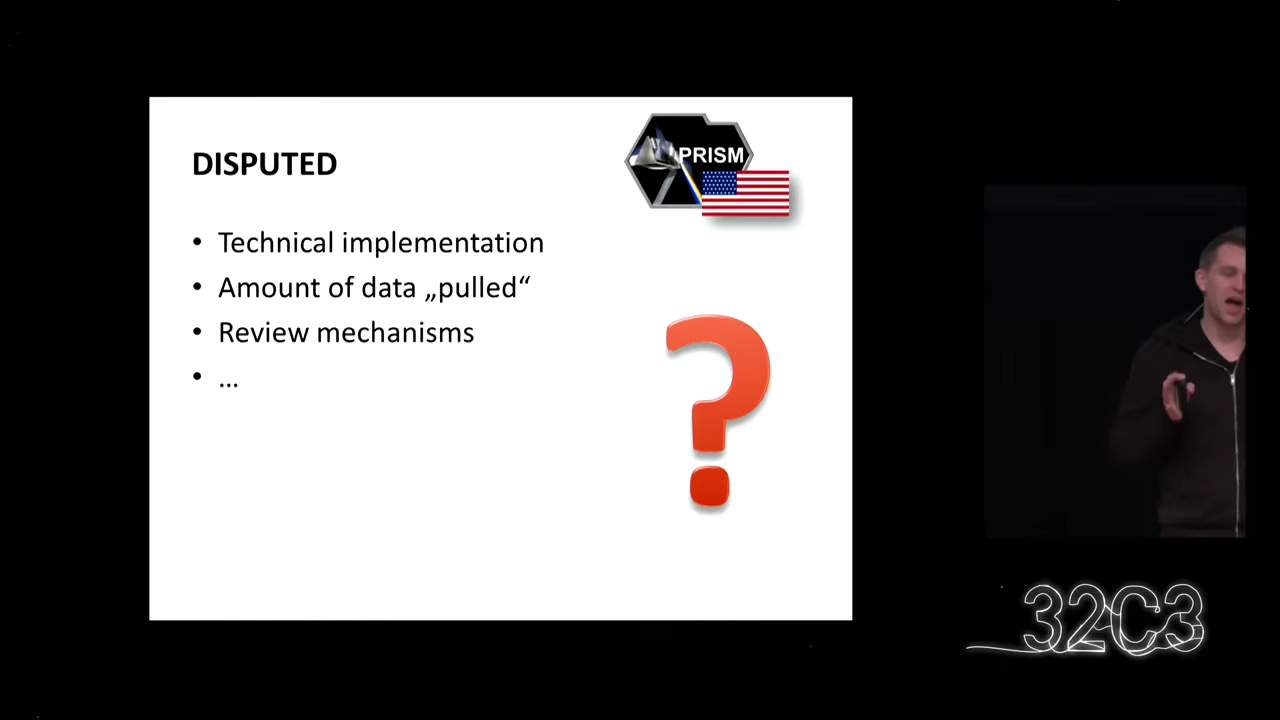 DISPUTED
PRISM
• Technical implementation
• Amount of data „pulled“
• Review mechanisms
• ...
?
32C3